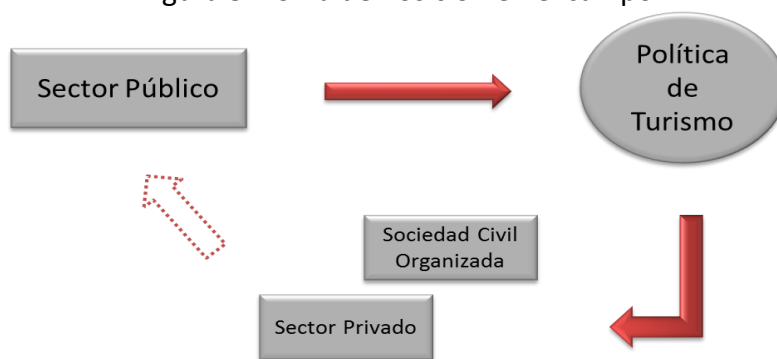 Sector Público
Política
de
Turismo
Sociedad Civil
Organizada
Sector Privado